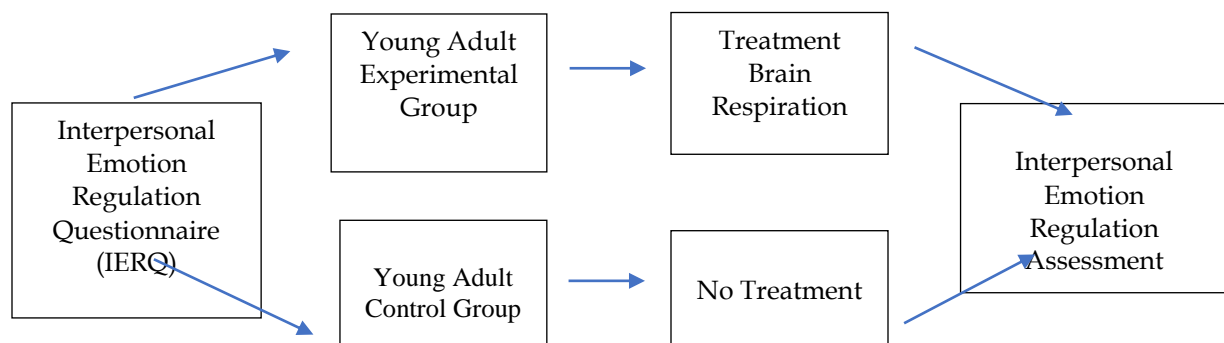 Interpersonal
Emotion
Regulation
Questionnaire
(IERQ)
Young Adult
Experimental
Group
Treatment
Brain
Respiration
Young Adult
Control Group
No Treatment
Interpersonal
Emotion
Regulation
Assessment